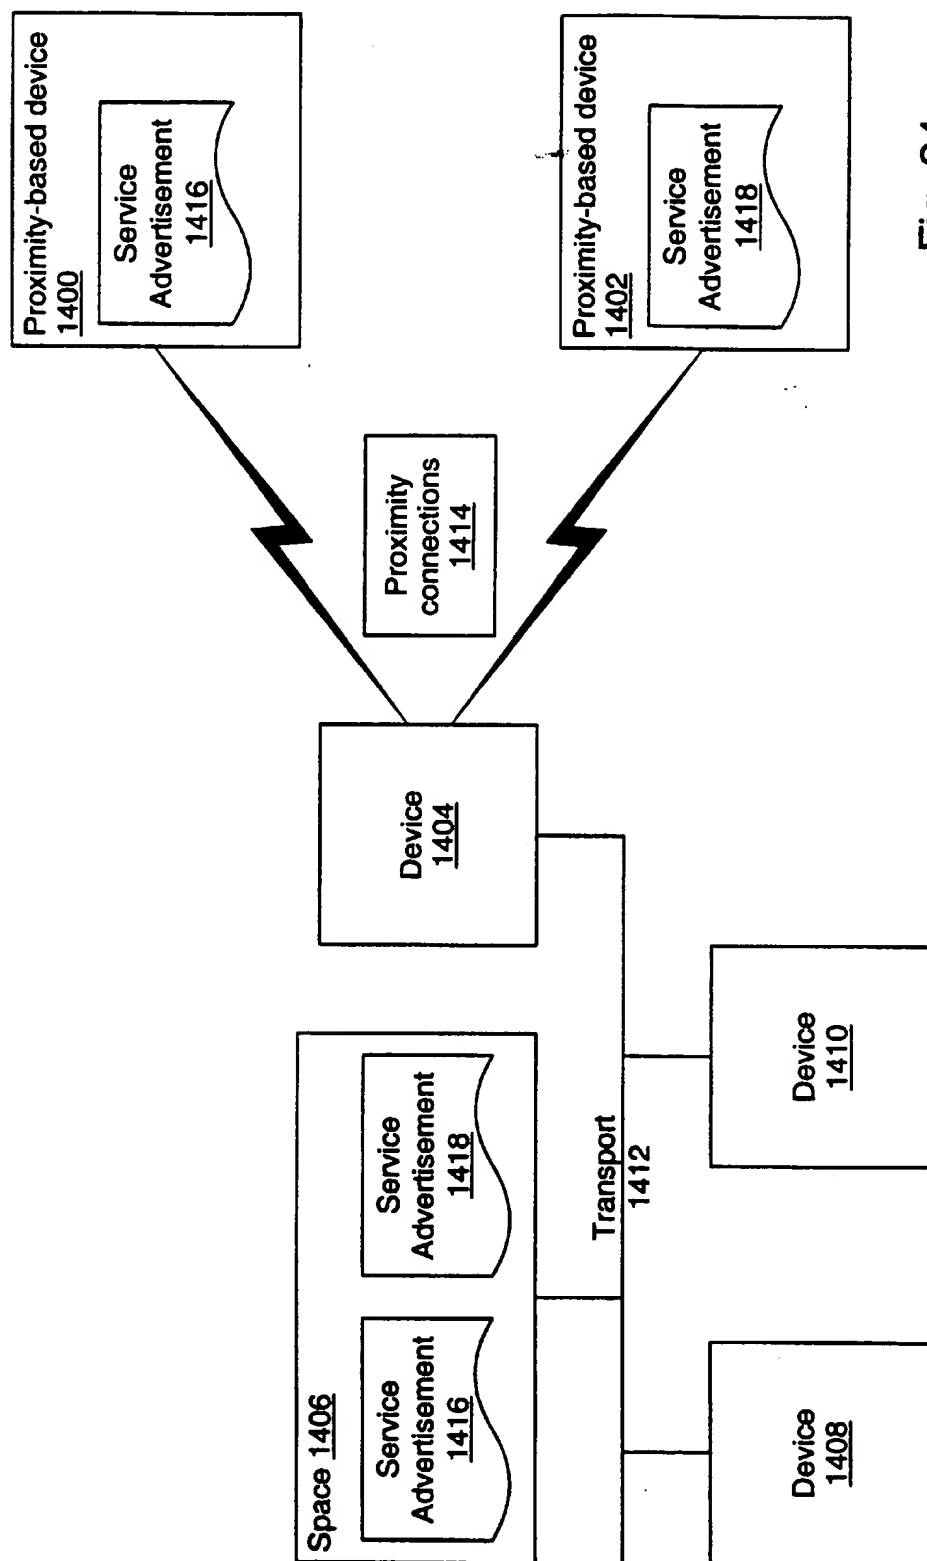 Proximity-based device
1400
Service
Advertisement
1416
Space 1406
Service
Advertisement
1416
Service
Advertisement
1418
Device
1404
Proximity
connections
1414
Proximity-based device
1402
Service
Advertisement
1418
Transport
1412
Device
1408
Device
1410
Fig.